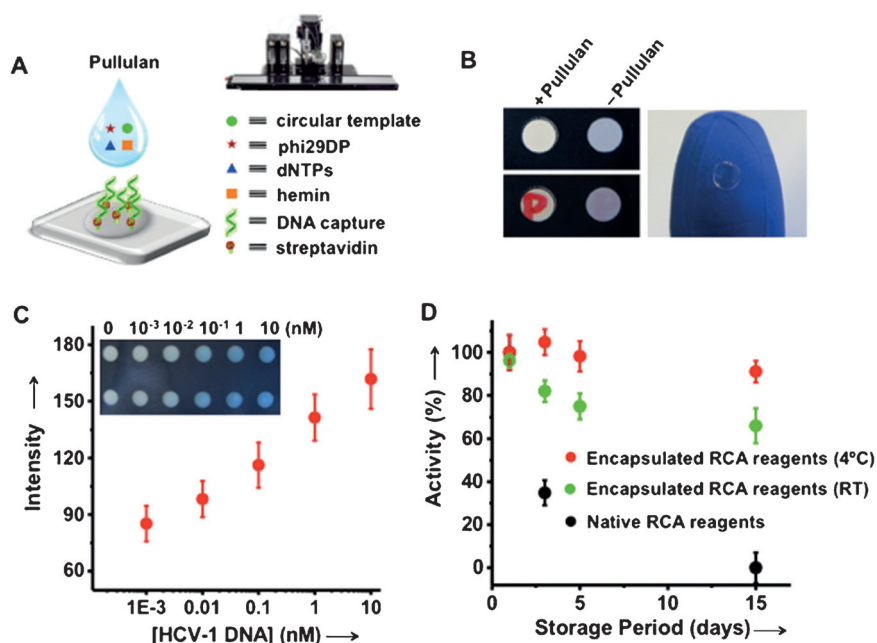 A
Pullulan
circular template
phi29DP
dNTPs
hemin
DNA capture
streptavidin
B
+Pullulan
−Pullulan
P
C
0 10⁻³ 10⁻² 10⁻¹ 1 10 (nM)
180
150
120
90
60
Intensity
1E-3 0.01 0.1 1 10
[HCV-1 DNA] (nM)
D
100
80
60
40
20
0
Activity (%)
Encapsulated RCA reagents (4ºC)
Encapsulated RCA reagents (RT)
Native RCA reagents
0 5 10 15
Storage Period (days)